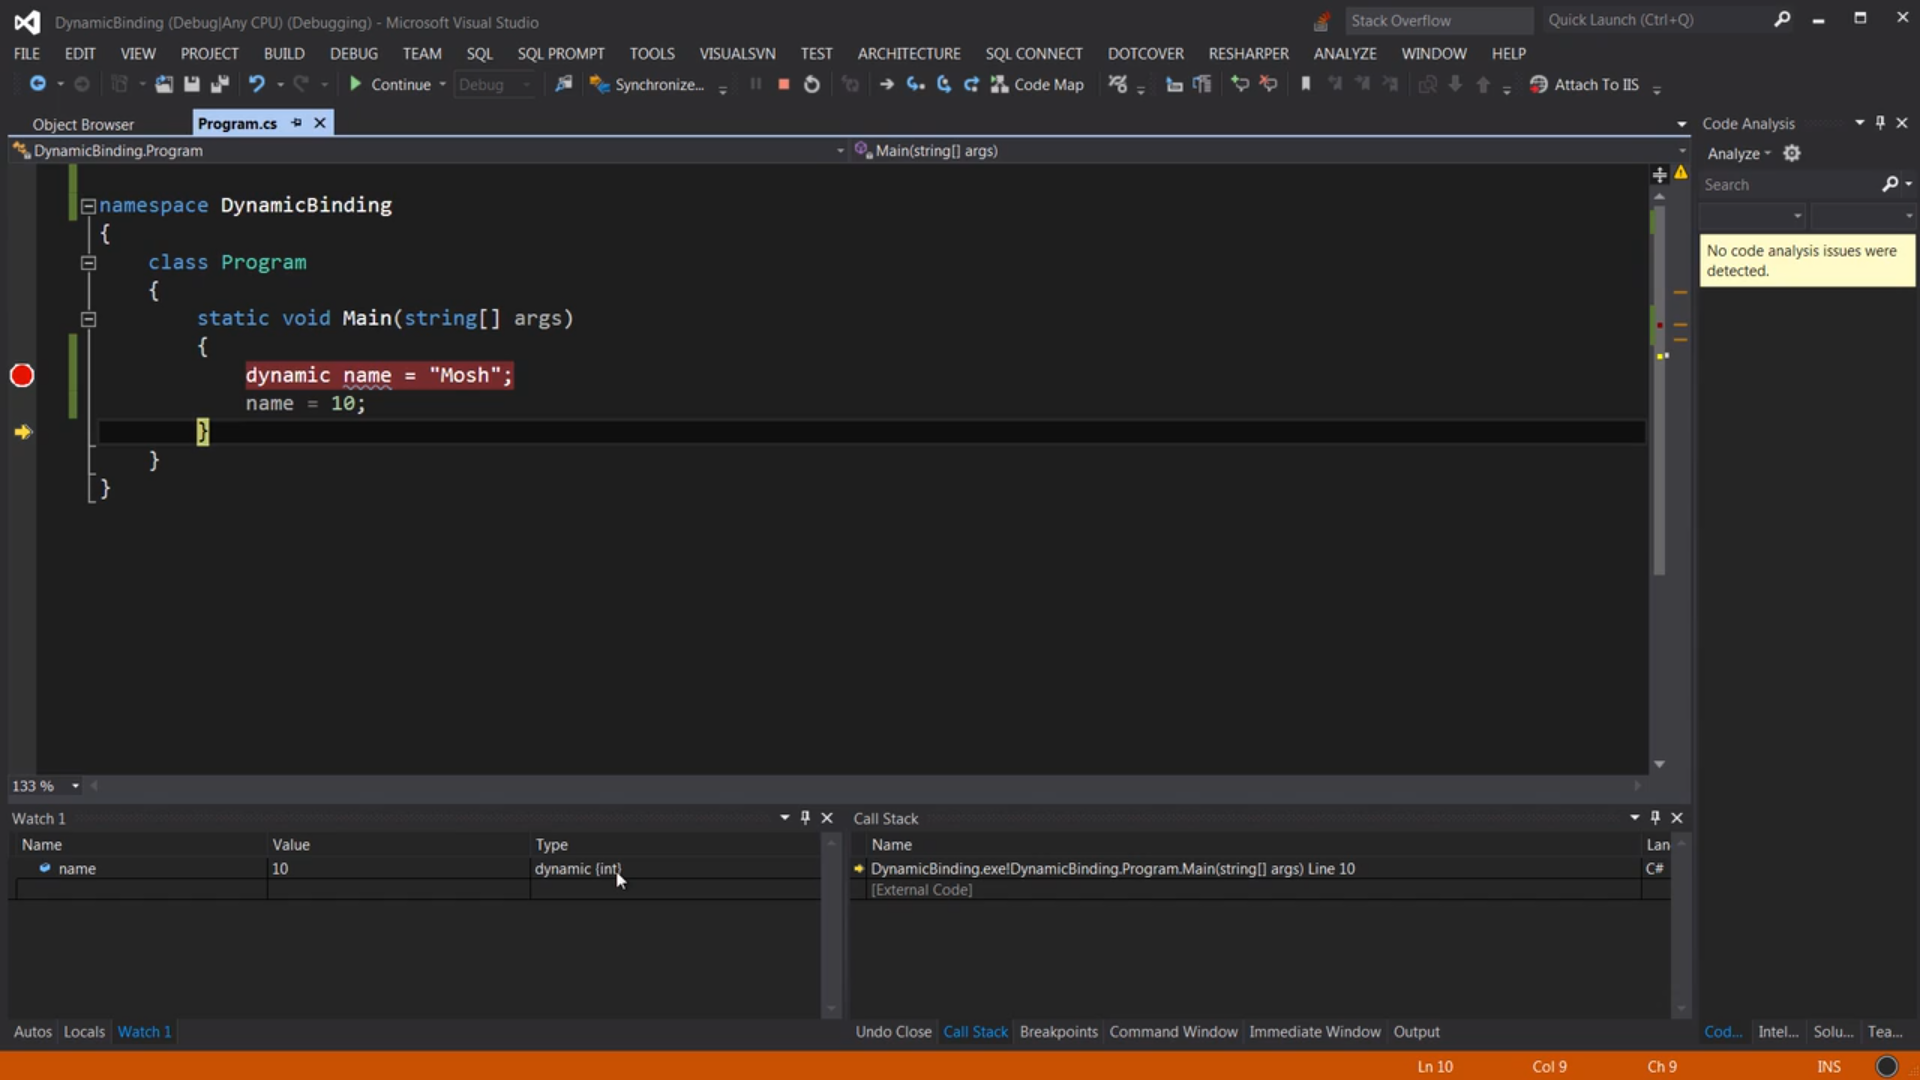 DynamicBinding (Debug|Any CPU) (Debugging) - Microsoft Visual Studio
Stack Overflow
Quick Launch (Ctrl+Q)
FILE EDIT VIEW PROJECT BUILD DEBUG TEAM SQL SQL PROMPT TOOLS VISUALSVN TEST ARCHITECTURE SQL CONNECT DOTCOVER RESHARPER ANALYZE WINDOW HELP
Continue Debug Synchronize... Code Map Attach To IIS
Object Browser Program.cs
DynamicBinding.Program Main(string[] args)
namespace DynamicBinding
{
class Program
{
static void Main(string[] args)
{
dynamic name = "Mosh";
name = 10;
}
}
}
133 %
Code Analysis
Analyze
Search
No code analysis issues were
detected.
Watch 1
Name Value Type
name 10 dynamic {int}
Call Stack
Name Lan
DynamicBinding.exe!DynamicBinding.Program.Main(string[] args) Line 10 C#
[External Code]
Autos Locals Watch 1
Undo Close Call Stack Breakpoints Command Window Immediate Window Output
Cod... Intel... Solu... Tea...
Ln 10 Col 9 Ch 9 INS